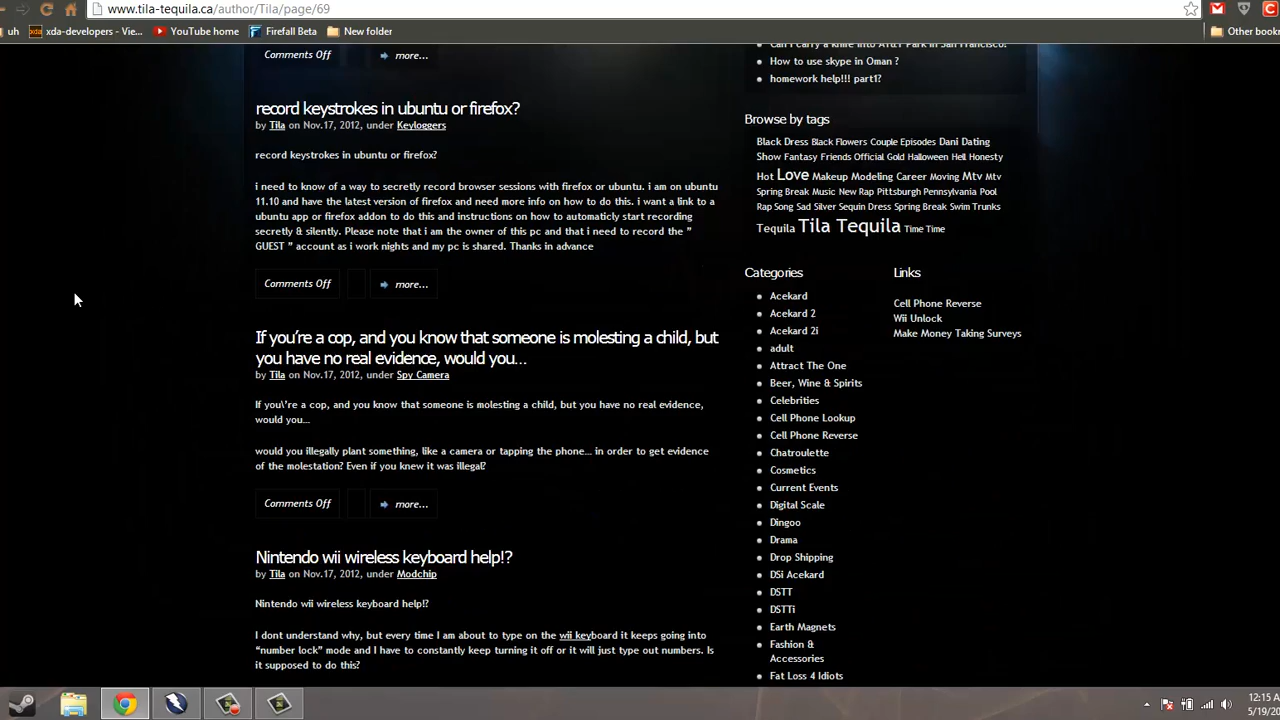 www.tila-tequila.ca/author/Tila/page/69
uh
xda-developers - Vie...
YouTube home
Firefall Beta
New folder
Other book
Comments Off
more...
record keystrokes in ubuntu or firefox?
by Tila on Nov.17, 2012, under Keyloggers
record keystrokes in ubuntu or firefox?
i need to know of a way to secretly record browser sessions with firefox or ubuntu. i am on ubuntu
11.10 and have the latest version of firefox and need more info on how to do this. i want a link to a
ubuntu app or firefox addon to do this and instructions on how to automaticly start recording
secretly & silently. Please note that i am the owner of this pc and that i need to record the ”
GUEST ” account as i work nights and my pc is shared. Thanks in advance
Comments Off
more...
If you’re a cop, and you know that someone is molesting a child, but
you have no real evidence, would you…
by Tila on Nov.17, 2012, under Spy Camera
If you\’re a cop, and you know that someone is molesting a child, but you have no real evidence,
would you…
would you illegally plant something, like a camera or tapping the phone… in order to get evidence
of the molestation? Even if you knew it was illegal?
Comments Off
more...
Nintendo wii wireless keyboard help!?
by Tila on Nov.17, 2012, under Modchip
Nintendo wii wireless keyboard help!?
I dont understand why, but every time I am about to type on the wii keyboard it keeps going into
“number lock” mode and I have to constantly keep turning it off or it will just type out numbers. Is
it supposed to do this?
Can I carry a knife into AT&T Park in San Francisco?
How to use skype in Oman ?
homework help!!! part1?
Browse by tags
Black Dress Black Flowers Couple Episodes Dani Dating
Show Fantasy Friends Official Gold Halloween Hell Honesty
Hot Love Makeup Modeling Career Moving Mtv Mtv
Spring Break Music New Rap Pittsburgh Pennsylvania Pool
Rap Song Sad Silver Sequin Dress Spring Break Swim Trunks
Tequila Tila Tequila Time Time
Categories
Acekard
Acekard 2
Acekard 2i
adult
Attract The One
Beer, Wine & Spirits
Celebrities
Cell Phone Lookup
Cell Phone Reverse
Chatroulette
Cosmetics
Current Events
Digital Scale
Dingoo
Drama
Drop Shipping
DSi Acekard
DSTT
DSTTi
Earth Magnets
Fashion &
Accessories
Fat Loss 4 Idiots
Links
Cell Phone Reverse
Wii Unlock
Make Money Taking Surveys
12:15 A
5/19/20